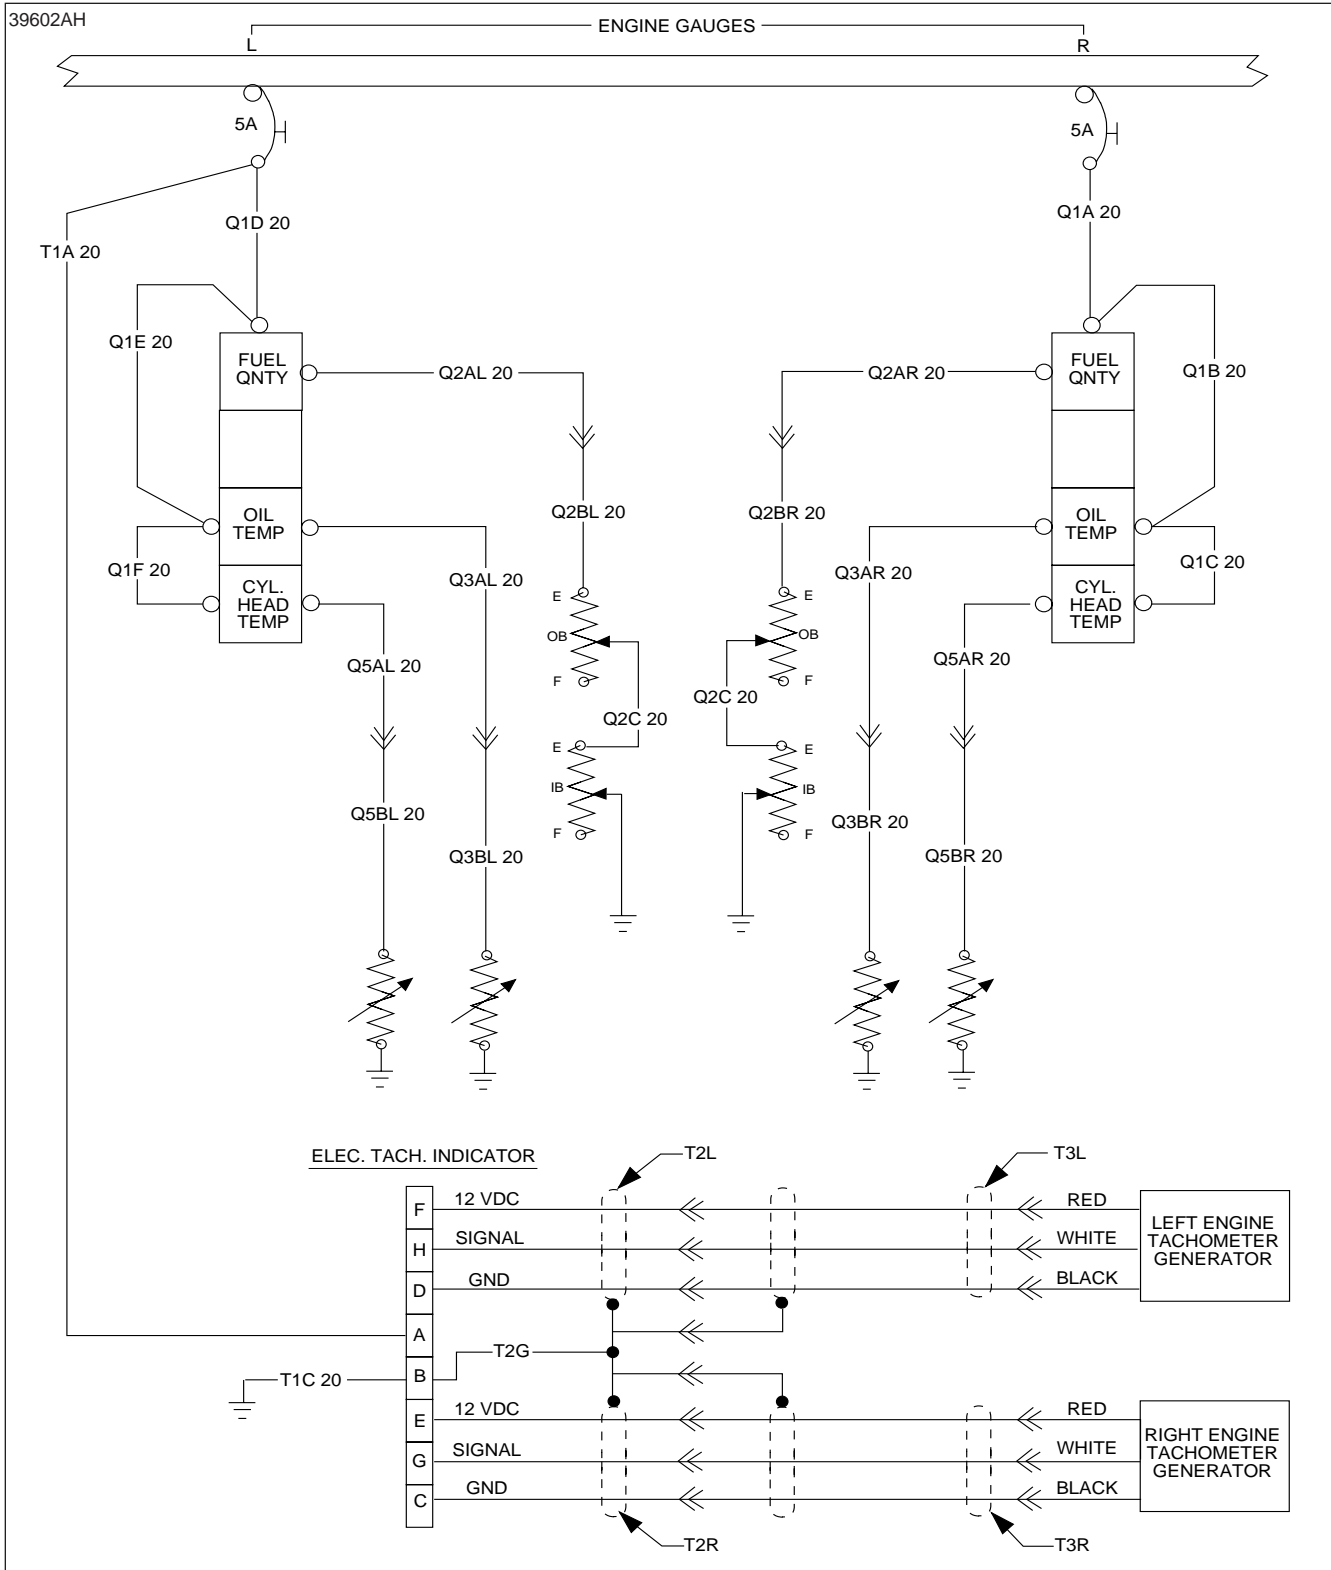 39602AH
ENGINE GAUGES
L
R
5A
5A
Q1D 20
Q1A 20
T1A 20
Q1E 20
FUEL
QNTY
Q2AL 20
Q2AR 20
FUEL
QNTY
Q1B 20
OIL
TEMP
Q2BL 20
Q2BR 20
OIL
TEMP
Q1F 20
Q3AL 20
Q3AR 20
Q1C 20
CYL.
HEAD
TEMP
CYL.
HEAD
TEMP
E
OB
F
E
OB
F
Q5AL 20
Q5AR 20
Q2C 20
Q2C 20
E
IB
F
E
IB
F
Q5BL 20
Q3BR 20
Q3BL 20
Q5BR 20
ELEC. TACH. INDICATOR
T2L
T3L
F
12 VDC
RED
H
SIGNAL
WHITE
D
GND
BLACK
LEFT ENGINE
TACHOMETER
GENERATOR
A
T2G
B
T1C 20
E
12 VDC
RED
G
SIGNAL
WHITE
C
GND
BLACK
RIGHT ENGINE
TACHOMETER
GENERATOR
T2R
T3R